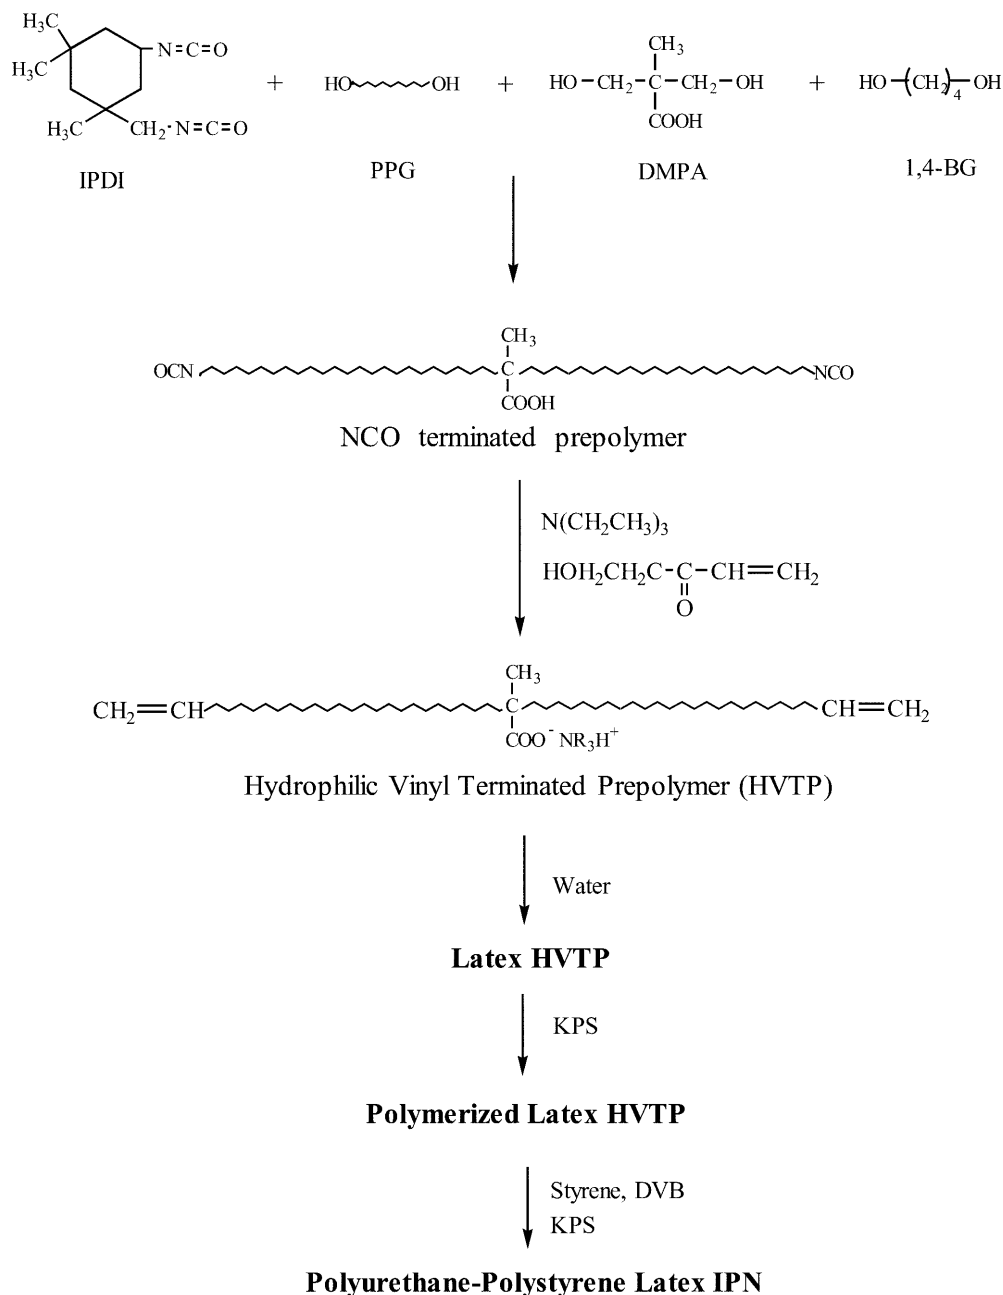 H₃C
H₃C
N=C=O
H₃C
CH₂-N=C=O
IPDI
+
HO OH
PPG
+
CH₃
HO-CH₂-C-CH₂-OH
COOH
DMPA
+
HO-(CH₂)₄-OH
1,4-BG
CH₃
OCN C NCO
COOH
NCO terminated prepolymer
N(CH₂CH₃)₃
HOH₂CH₂C-C-CH=CH₂
O
CH₃
CH₂=CH C CH=CH₂
COO⁻ NR₃H⁺
Hydrophilic Vinyl Terminated Prepolymer (HVTP)
Water
Latex HVTP
KPS
Polymerized Latex HVTP
Styrene, DVB
KPS
Polyurethane-Polystyrene Latex IPN